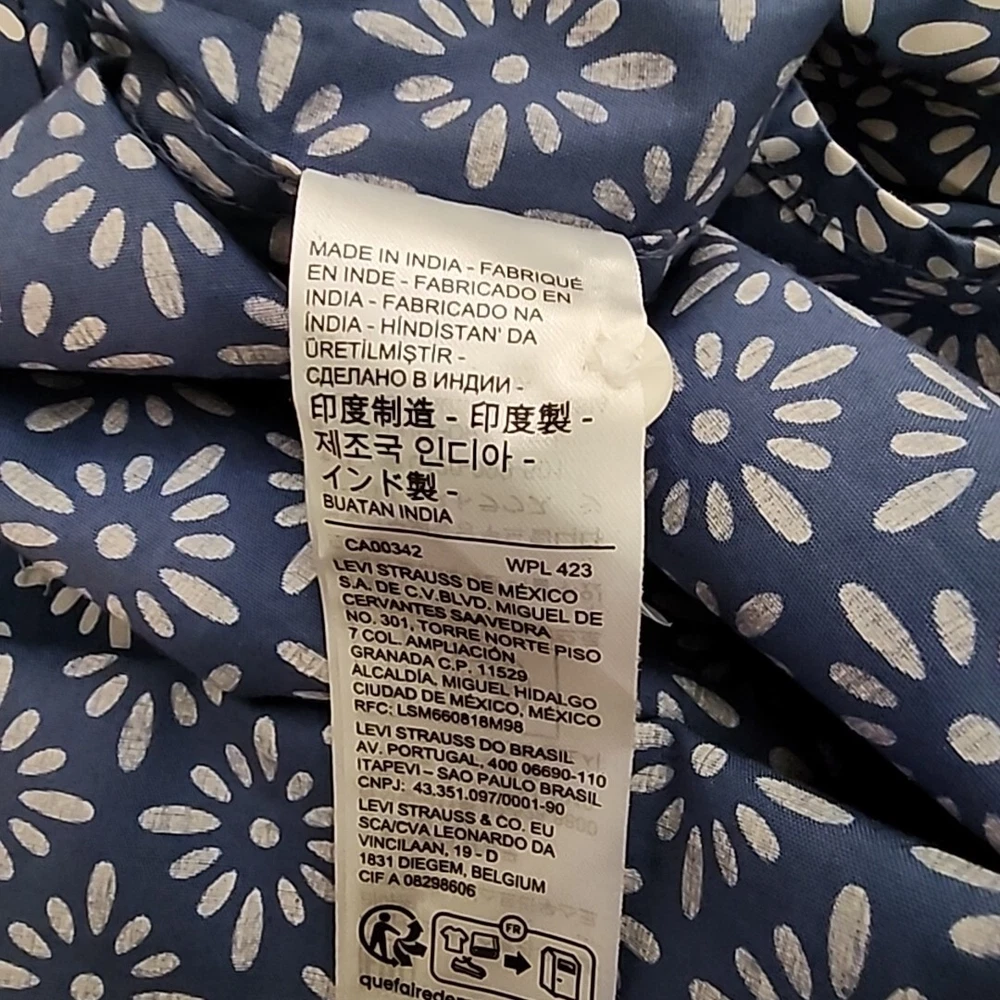 MADE IN INDIA - FABRIQUÉ
EN INDE - FABRICADO EN
INDIA - FABRICADO NA
ÍNDIA - HİNDİSTAN' DA
ÜRETİLMİŞTİR -
СДЕЛАНО В ИНДИИ -
印度制造 - 印度製 -
제조국 인디아 -
インド製 -
BUATAN INDIA
CA00342 WPL 423
LEVI STRAUSS DE MÉXICO
S.A. DE C.V.BLVD. MIGUEL DE
CERVANTES SAAVEDRA
NO. 301, TORRE NORTE PISO
7 COL. AMPLIACIÓN
GRANADA C.P. 11529
ALCALDÍA, MIGUEL HIDALGO
CIUDAD DE MÉXICO, MÉXICO
RFC: LSM660818M98
LEVI STRAUSS DO BRASIL
AV. PORTUGAL, 400 06690-110
ITAPEVI – SAO PAULO BRASIL
CNPJ: 43.351.097/0001-90
LEVI STRAUSS & CO. EU
SCA/CVA LEONARDO DA
VINCILAAN, 19 - D
1831 DIEGEM, BELGIUM
CIF A 08298606
FR